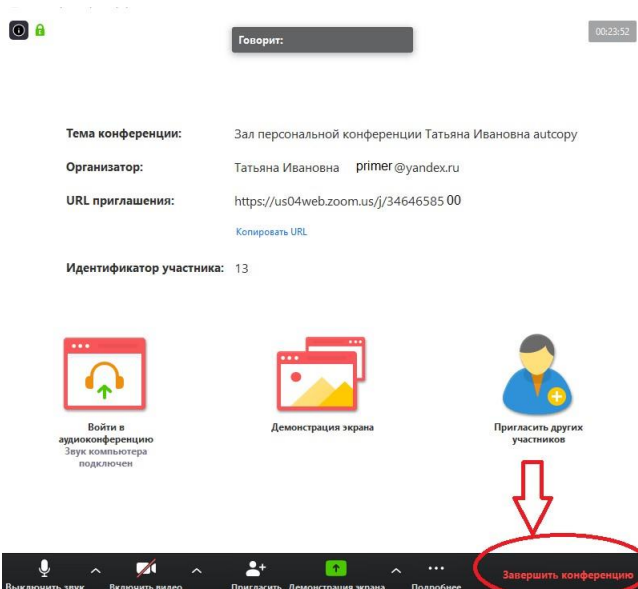 Говорит:
00:23:52
Тема конференции: Зал персональной конференции Татьяна Ивановна autcopy
Организатор: Татьяна Ивановна primer@yandex.ru
URL приглашения: https://us04web.zoom.us/j/34646585 00
Копировать URL
Идентификатор участника: 13
Войти в
аудиоконференцию
Звук компьютера
подключен
Демонстрация экрана
Пригласить других
участников
Выключить звук
Включить видео
Пригласить
Демонстрация экрана
Подробнее
Завершить конференцию